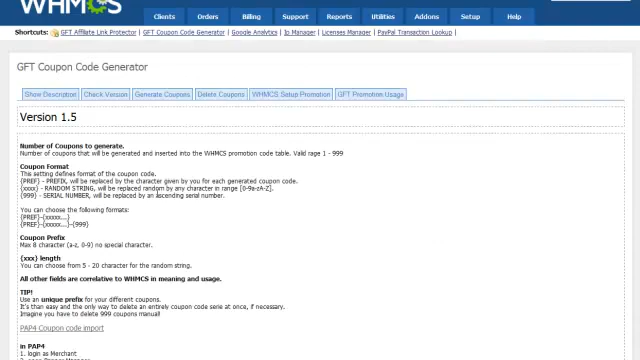 WHMCS
Clients Orders Billing Support Reports Utilities Addons Setup Help
Shortcuts: GFT Affiliate Link Protector | GFT Coupon Code Generator | Google Analytics | Ip Manager | Licenses Manager | PayPal Transaction Lookup |
GFT Coupon Code Generator
Show Description Check Version Generate Coupons Delete Coupons WHMCS Setup Promotion GFT Promotion Usage
Version 1.5
Number of Coupons to generate.
Number of coupons that will be generated and inserted into the WHMCS promotion code table. Valid rage 1 - 999
Coupon Format
This setting defines format of the coupon code.
{PREF} - PREFIX, will be replaced by the character given by you for each generated coupon code.
{xxxx} - RANDOM STRING, will be replaced random by any character in range [0-9a-zA-Z].
{999} - SERIAL NUMBER, will be replaced by an ascending serial number.
You can choose the following formats:
{PREF}-{xxxxx...}
{PREF}-{xxxxx...}-{999}
Coupon Prefix
Max 8 character (a-z, 0-9) no special character.
{xxx} length
You can choose from 5 - 20 character for the random string.
All other fields are correlative to WHMCS in meaning and usage.
TIP!
Use an unique prefix for your different coupons.
It's than easy and the only way to delete an entirely coupon code serie at once, if necessary.
Imagine you have to delete 999 coupons manual!
PAP4 Coupon code import
in PAP4
1. login as Merchant